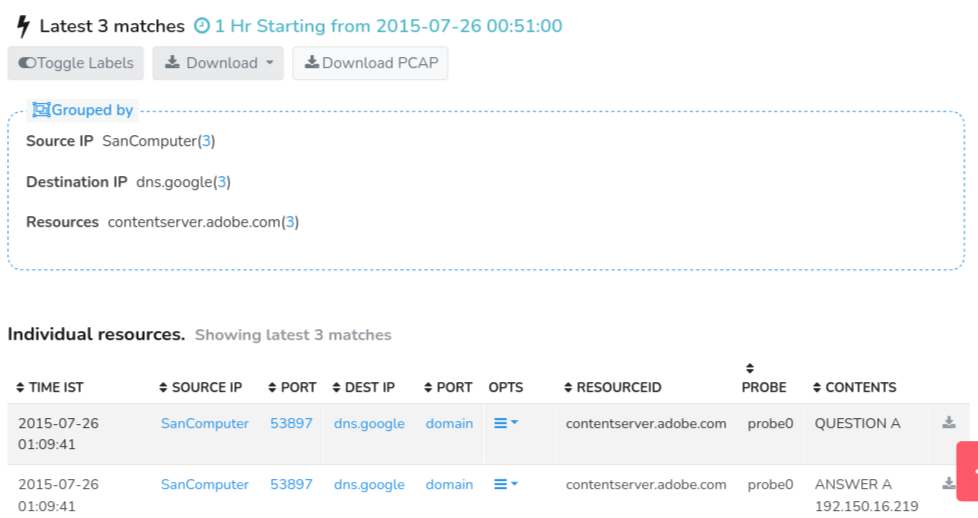 Latest 3 matches 1 Hr Starting from 2015-07-26 00:51:00
Toggle Labels Download Download PCAP
Grouped by
Source IP SanComputer(3)
Destination IP dns.google(3)
Resources contentserver.adobe.com(3)
Individual resources. Showing latest 3 matches
TIME IST SOURCE IP PORT DEST IP PORT OPTS RESOURCEID PROBE CONTENTS
2015-07-26 SanComputer 53897 dns.google domain contentserver.adobe.com probe0 QUESTION A
01:09:41
2015-07-26 SanComputer 53897 dns.google domain contentserver.adobe.com probe0 ANSWER A
01:09:41 192.150.16.219